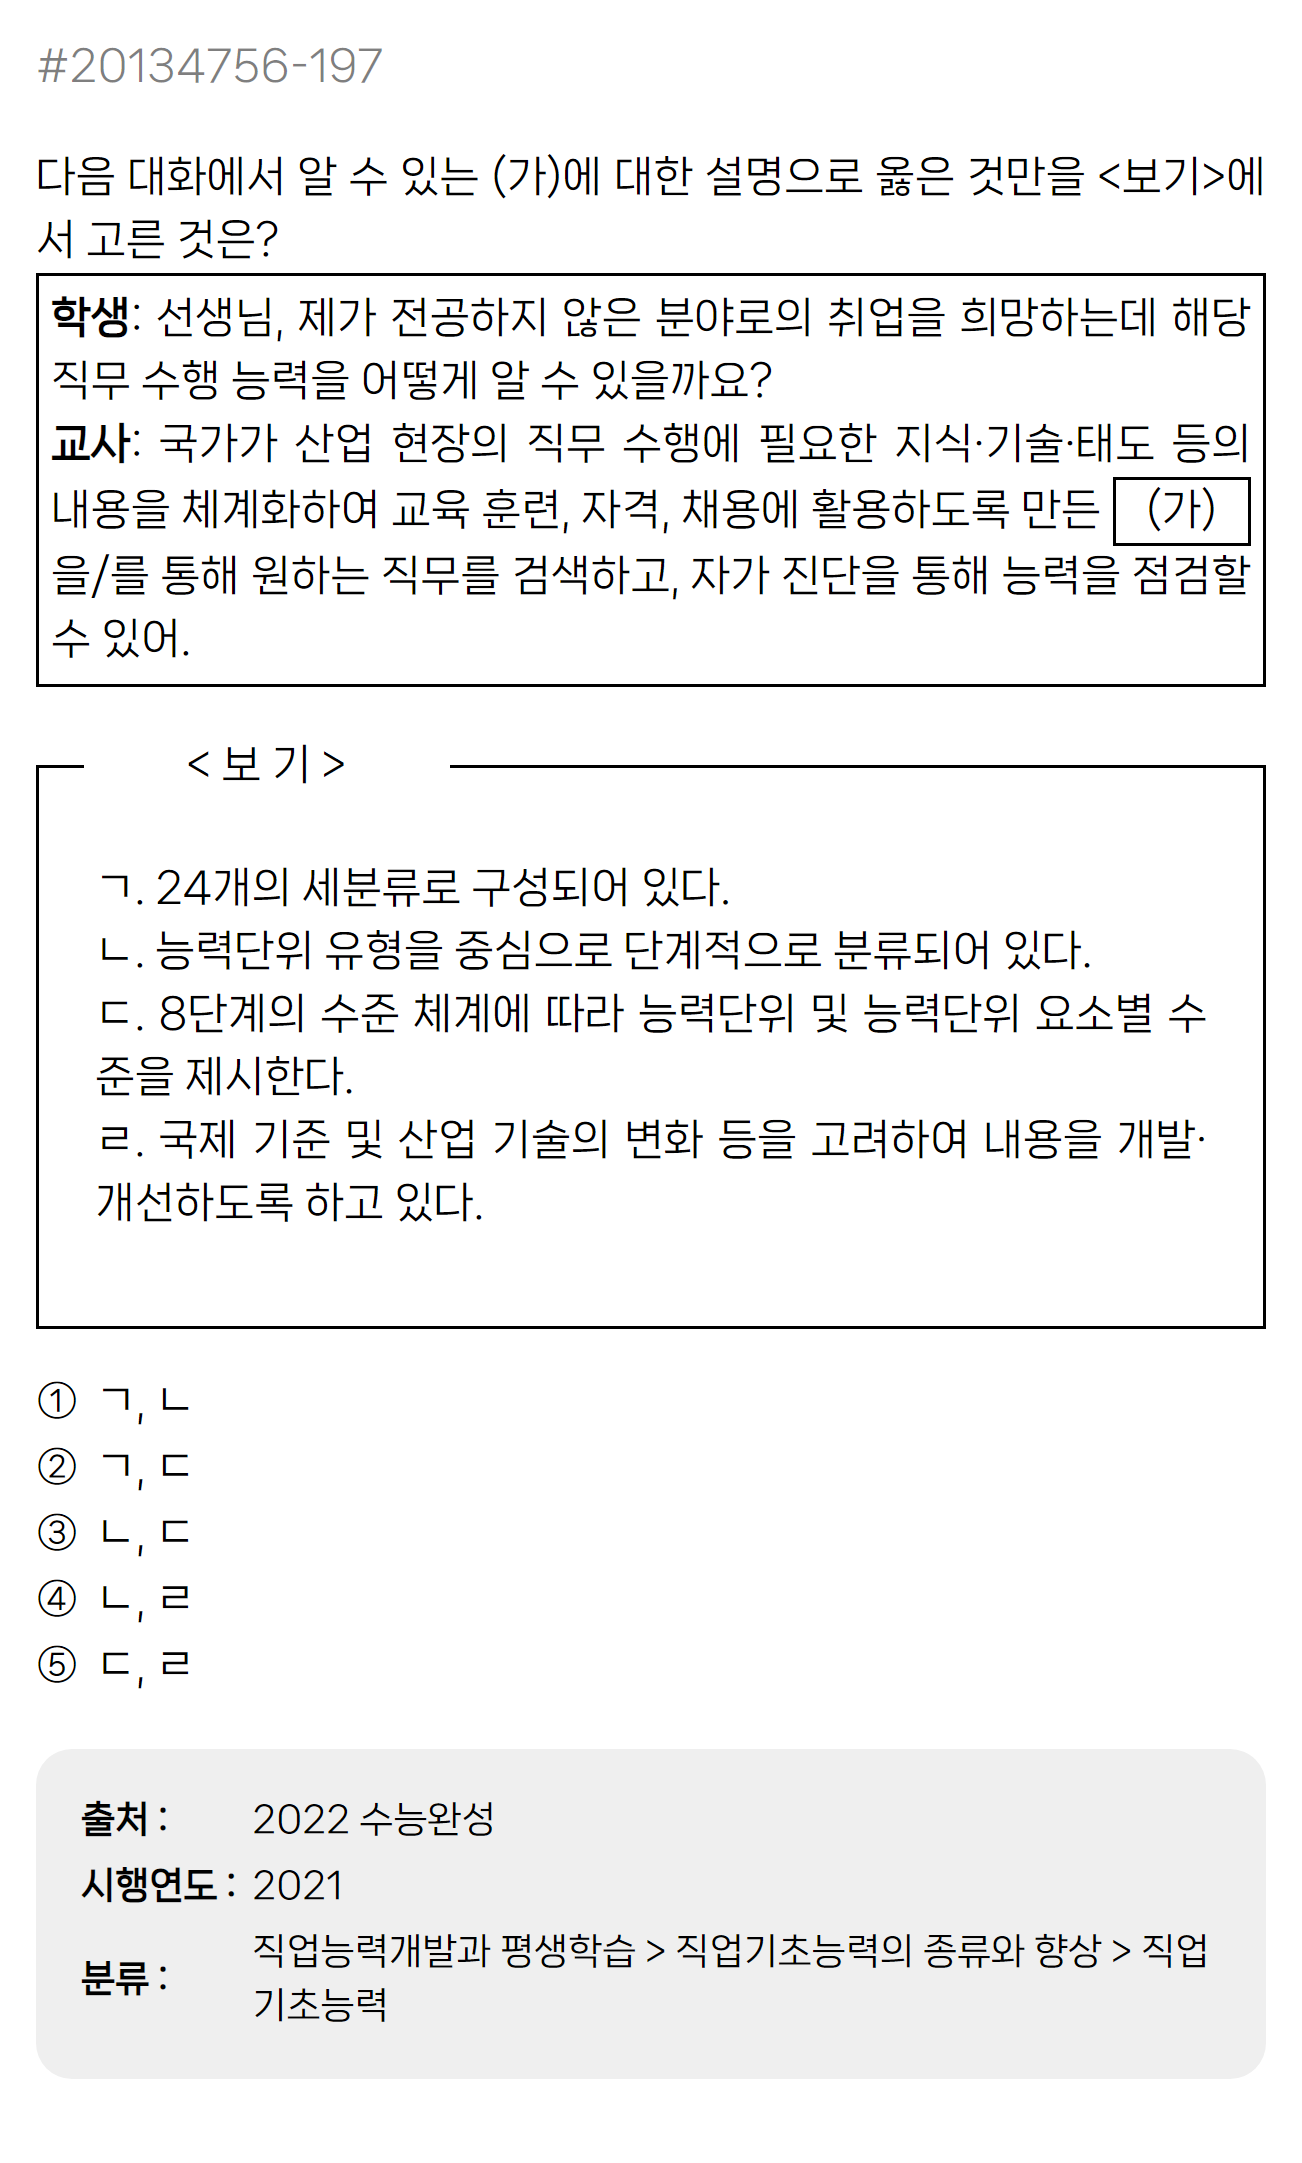 #20134756-197
다음 대화에서 알 수 있는 (가)에 대한 설명으로 옳은 것만을 <보기>에
서 고른 것은?
학생: 선생님, 제가 전공하지 않은 분야로의 취업을 희망하는데 해당
직무 수행 능력을 어떻게 알 수 있을까요?
교사: 국가가 산업 현장의 직무 수행에 필요한 지식·기술·태도 등의
내용을 체계화하여 교육 훈련, 자격, 채용에 활용하도록 만든 (가)
을/를 통해 원하는 직무를 검색하고, 자가 진단을 통해 능력을 점검할
수 있어.
< 보 기 >
ㄱ. 24개의 세분류로 구성되어 있다.
ㄴ. 능력단위 유형을 중심으로 단계적으로 분류되어 있다.
ㄷ. 8단계의 수준 체계에 따라 능력단위 및 능력단위 요소별 수
준을 제시한다.
ㄹ. 국제 기준 및 산업 기술의 변화 등을 고려하여 내용을 개발·
개선하도록 하고 있다.
① ㄱ, ㄴ
② ㄱ, ㄷ
③ ㄴ, ㄷ
④ ㄴ, ㄹ
⑤ ㄷ, ㄹ
출처 : 2022 수능완성
시행연도 : 2021
분류 : 직업능력개발과 평생학습 > 직업기초능력의 종류와 향상 > 직업
기초능력